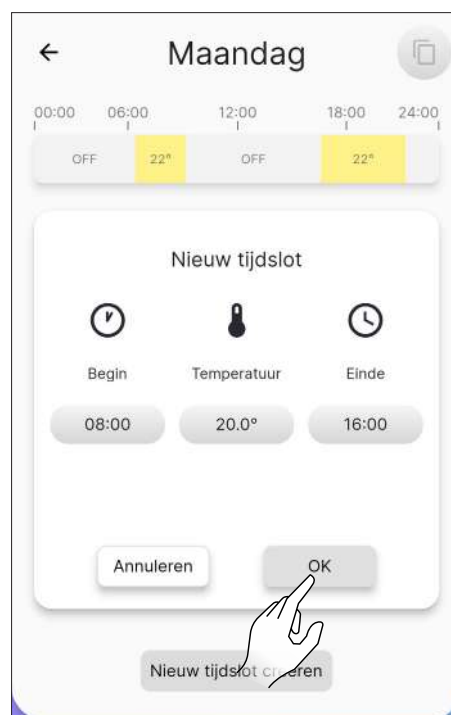 Maandag
00:00 06:00 12:00 18:00 24:00
OFF 22° OFF 22°
Nieuw tijdslot
Begin Temperatuur Einde
08:00 20.0° 16:00
Annuleren OK
Nieuw tijdslot creëren